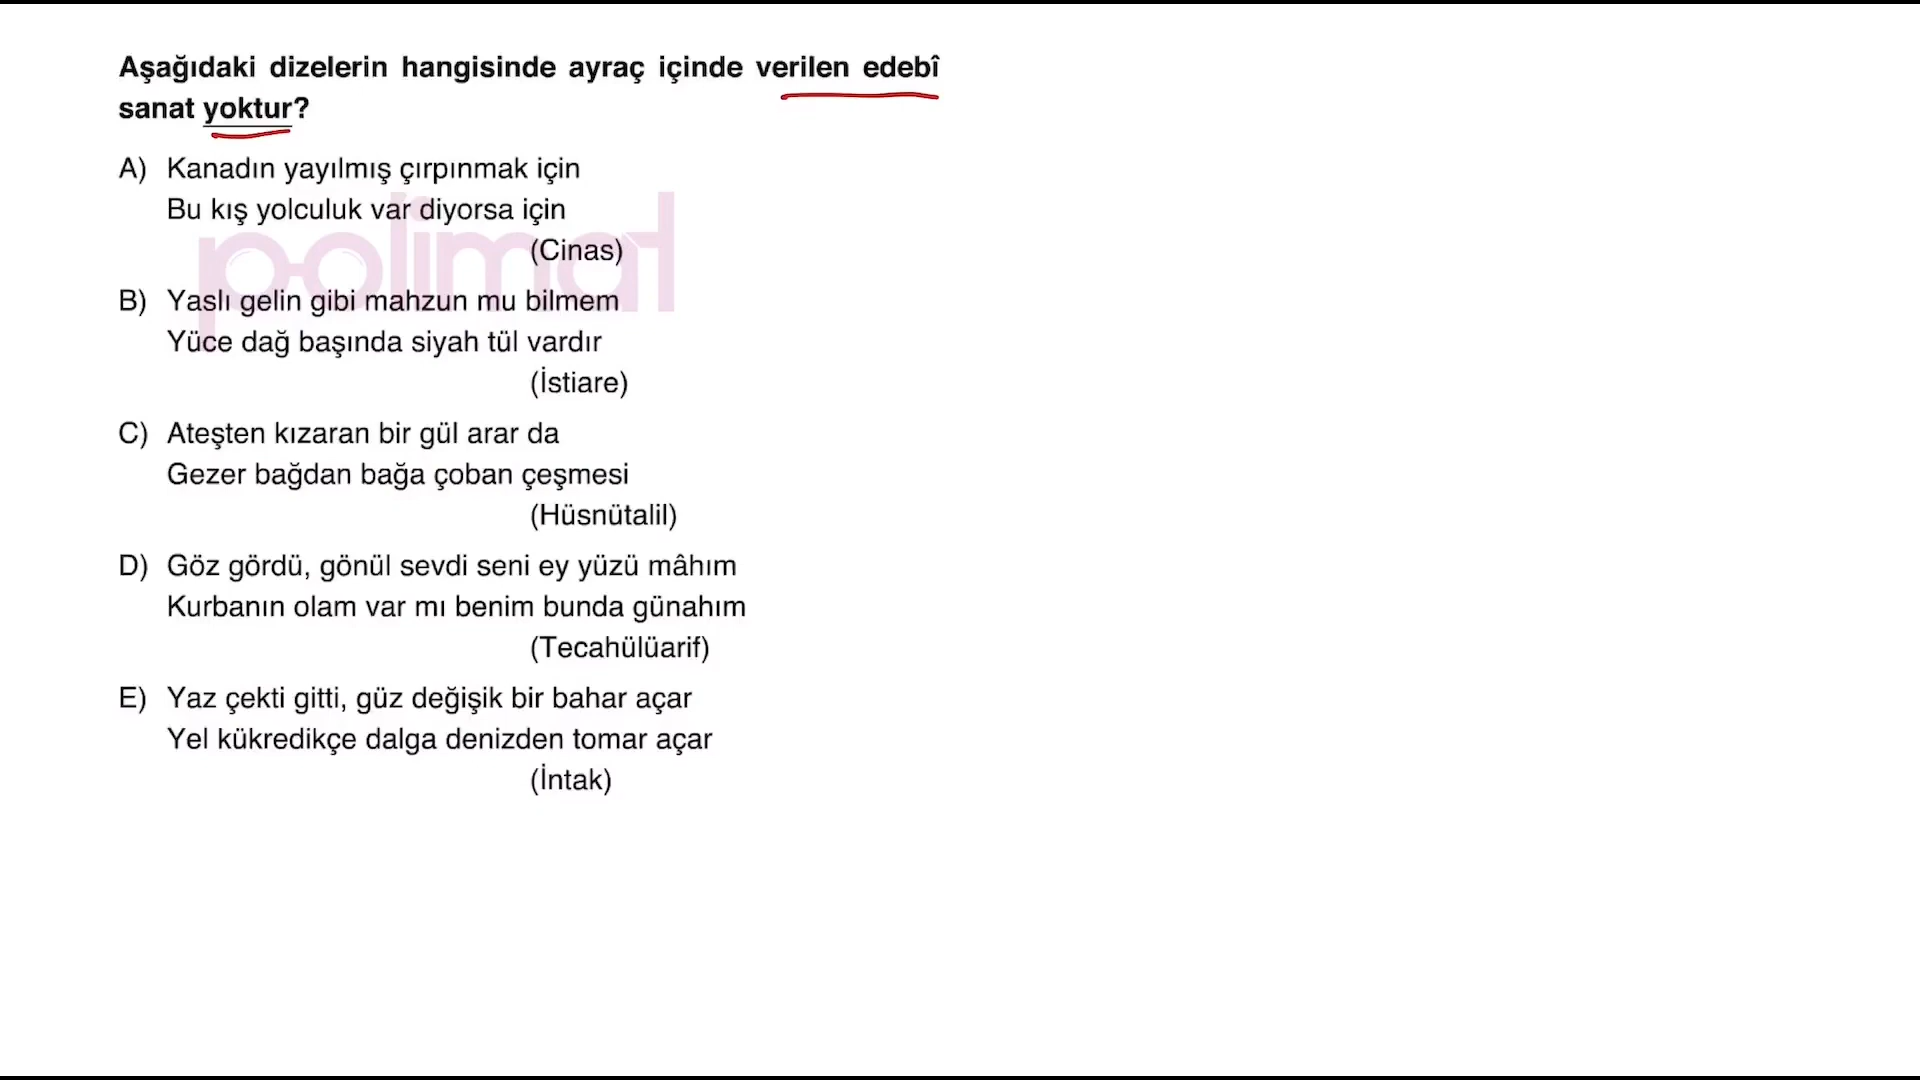 Aşağıdaki dizelerin hangisinde ayraç içinde verilen edebî
sanat yoktur?
A) Kanadın yayılmış çırpınmak için
Bu kış yolculuk var diyorsa için
(Cinas)
B) Yaslı gelin gibi mahzun mu bilmem
Yüce dağ başında siyah tül vardır
(İstiare)
C) Ateşten kızaran bir gül arar da
Gezer bağdan bağa çoban çeşmesi
(Hüsnütalil)
D) Göz gördü, gönül sevdi seni ey yüzü mâhım
Kurbanın olam var mı benim bunda günahım
(Tecahülüarif)
E) Yaz çekti gitti, güz değişik bir bahar açar
Yel kükredikçe dalga denizden tomar açar
(İntak)
polimat